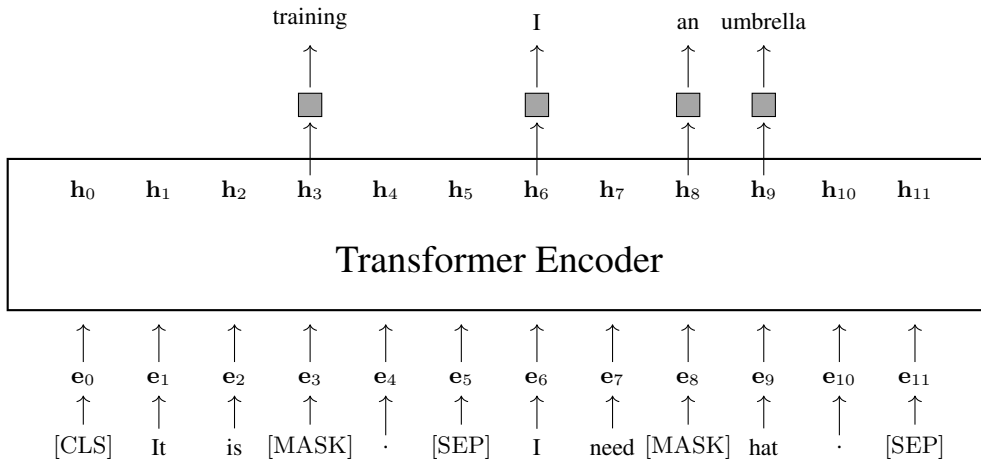 training I an umbrella
h₀ h₁ h₂ h₃ h₄ h₅ h₆ h₇ h₈ h₉ h₁₀ h₁₁
Transformer Encoder
e₀ e₁ e₂ e₃ e₄ e₅ e₆ e₇ e₈ e₉ e₁₀ e₁₁
[CLS] It is [MASK] . [SEP] I need [MASK] hat . [SEP]